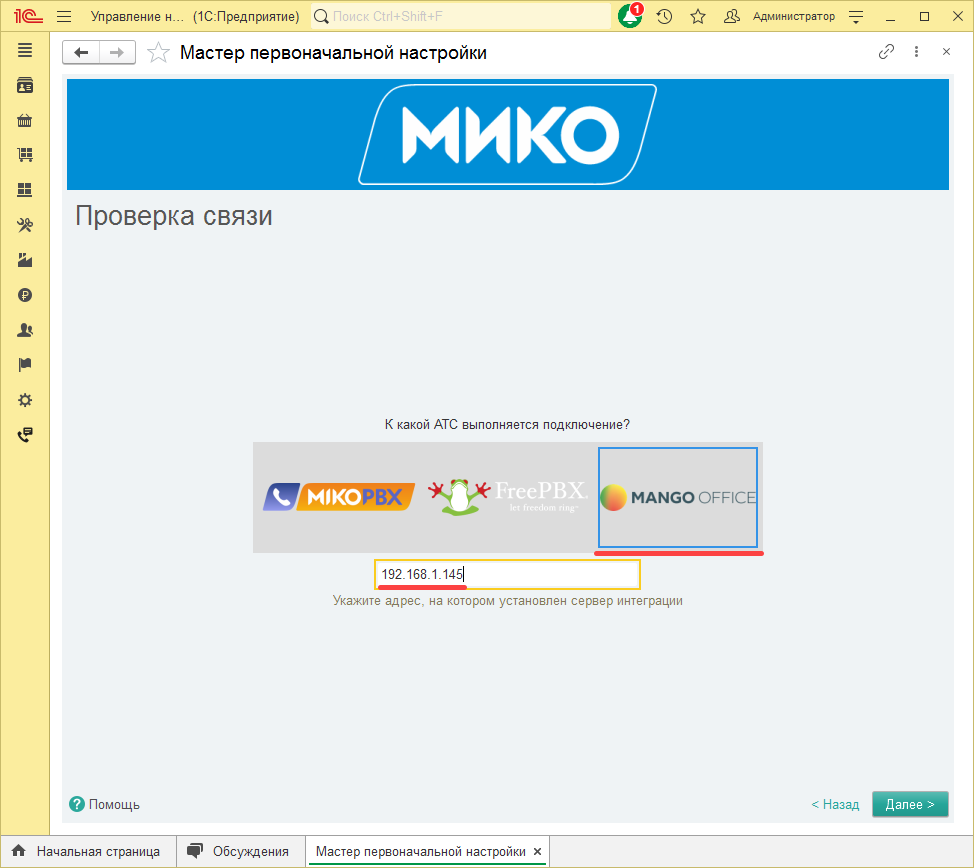 1С Управление н... (1С:Предприятие) Поиск Ctrl+Shift+F 1 Администратор
Мастер первоначальной настройки
МИКО
Проверка связи
К какой АТС выполняется подключение?
MIKOPBX FreePBX MANGO OFFICE
let freedom ring
192.168.1.145
Укажите адрес, на котором установлен сервер интеграции
? Помощь < Назад Далее >
Начальная страница Обсуждения Мастер первоначальной настройки ×